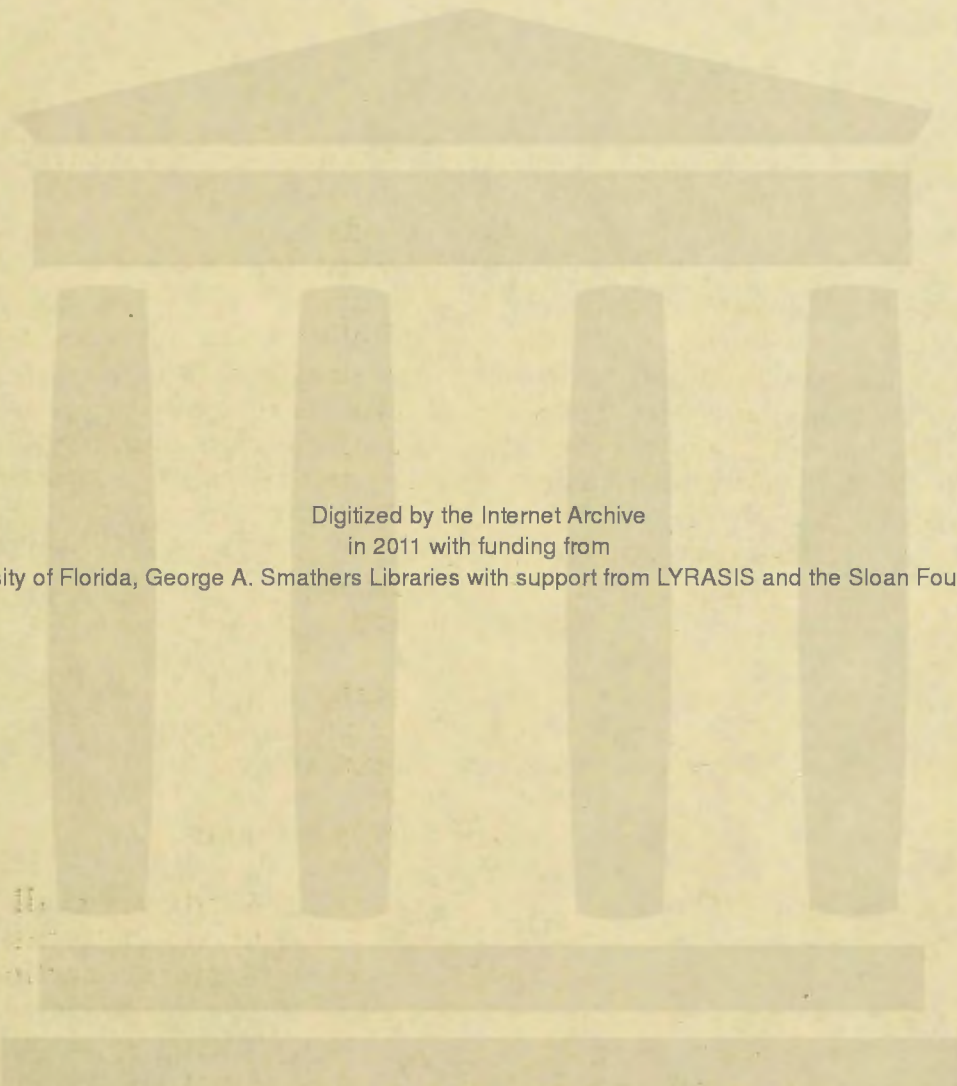 Digitized by the Internet Archive
in 2011 with funding from
sity of Florida, George A. Smathers Libraries with support from LYRASIS and the Sloan Fou